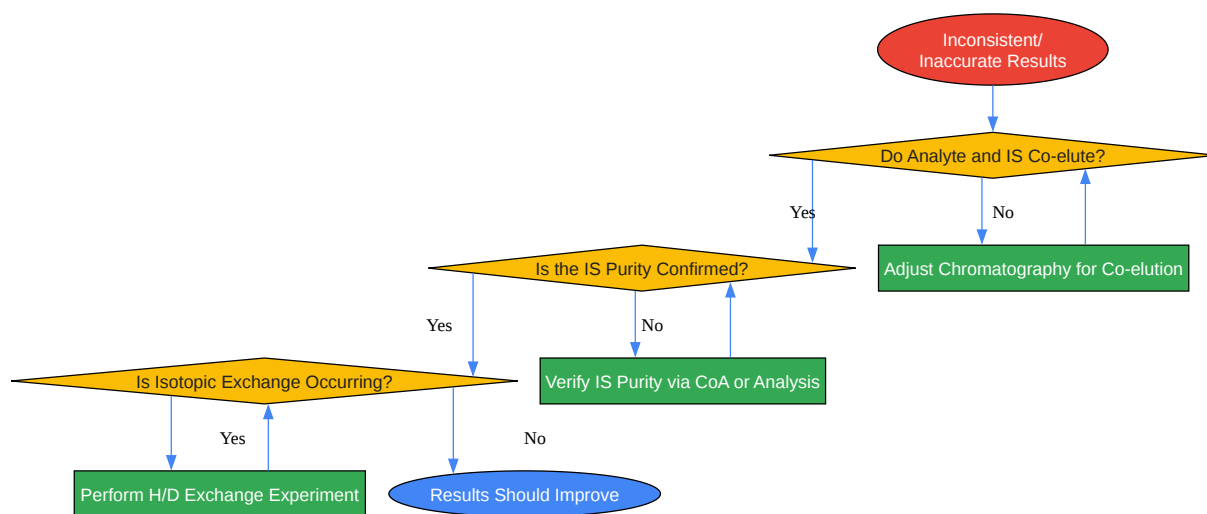 Inconsistent/
Inaccurate Results
Do Analyte and IS Co-elute?
Yes
No
Is the IS Purity Confirmed?
Adjust Chromatography for Co-elution
Yes
No
Is Isotopic Exchange Occurring?
Verify IS Purity via CoA or Analysis
Yes
No
Perform H/D Exchange Experiment
Results Should Improve